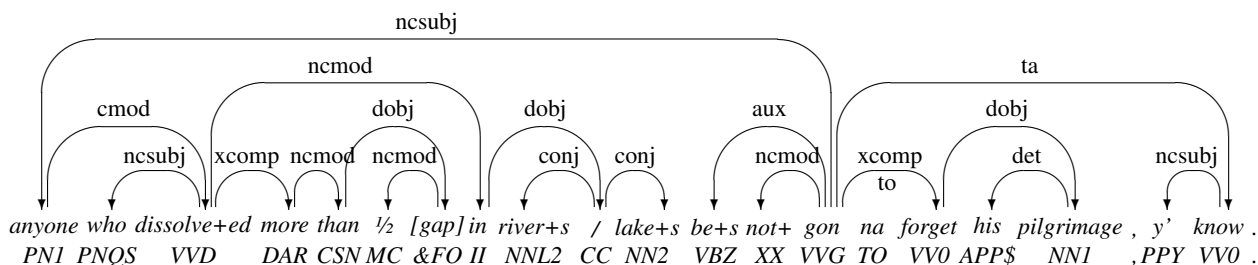 ncsubj
ncmod ta
cmod dobj dobj aux dobj
ncsubj xcomp ncmod ncmod conj conj ncmod xcomp det ncsubj
to
anyone who dissolve+ed more than ½ [gap] in river+s / lake+s be+s not+ gon na forget his pilgrimage , y' know .
PN1 PNQS VVD DAR CSN MC &FO II NNL2 CC NN2 VBZ XX VVG TO VV0 APP$ NN1 , PPY VV0 .